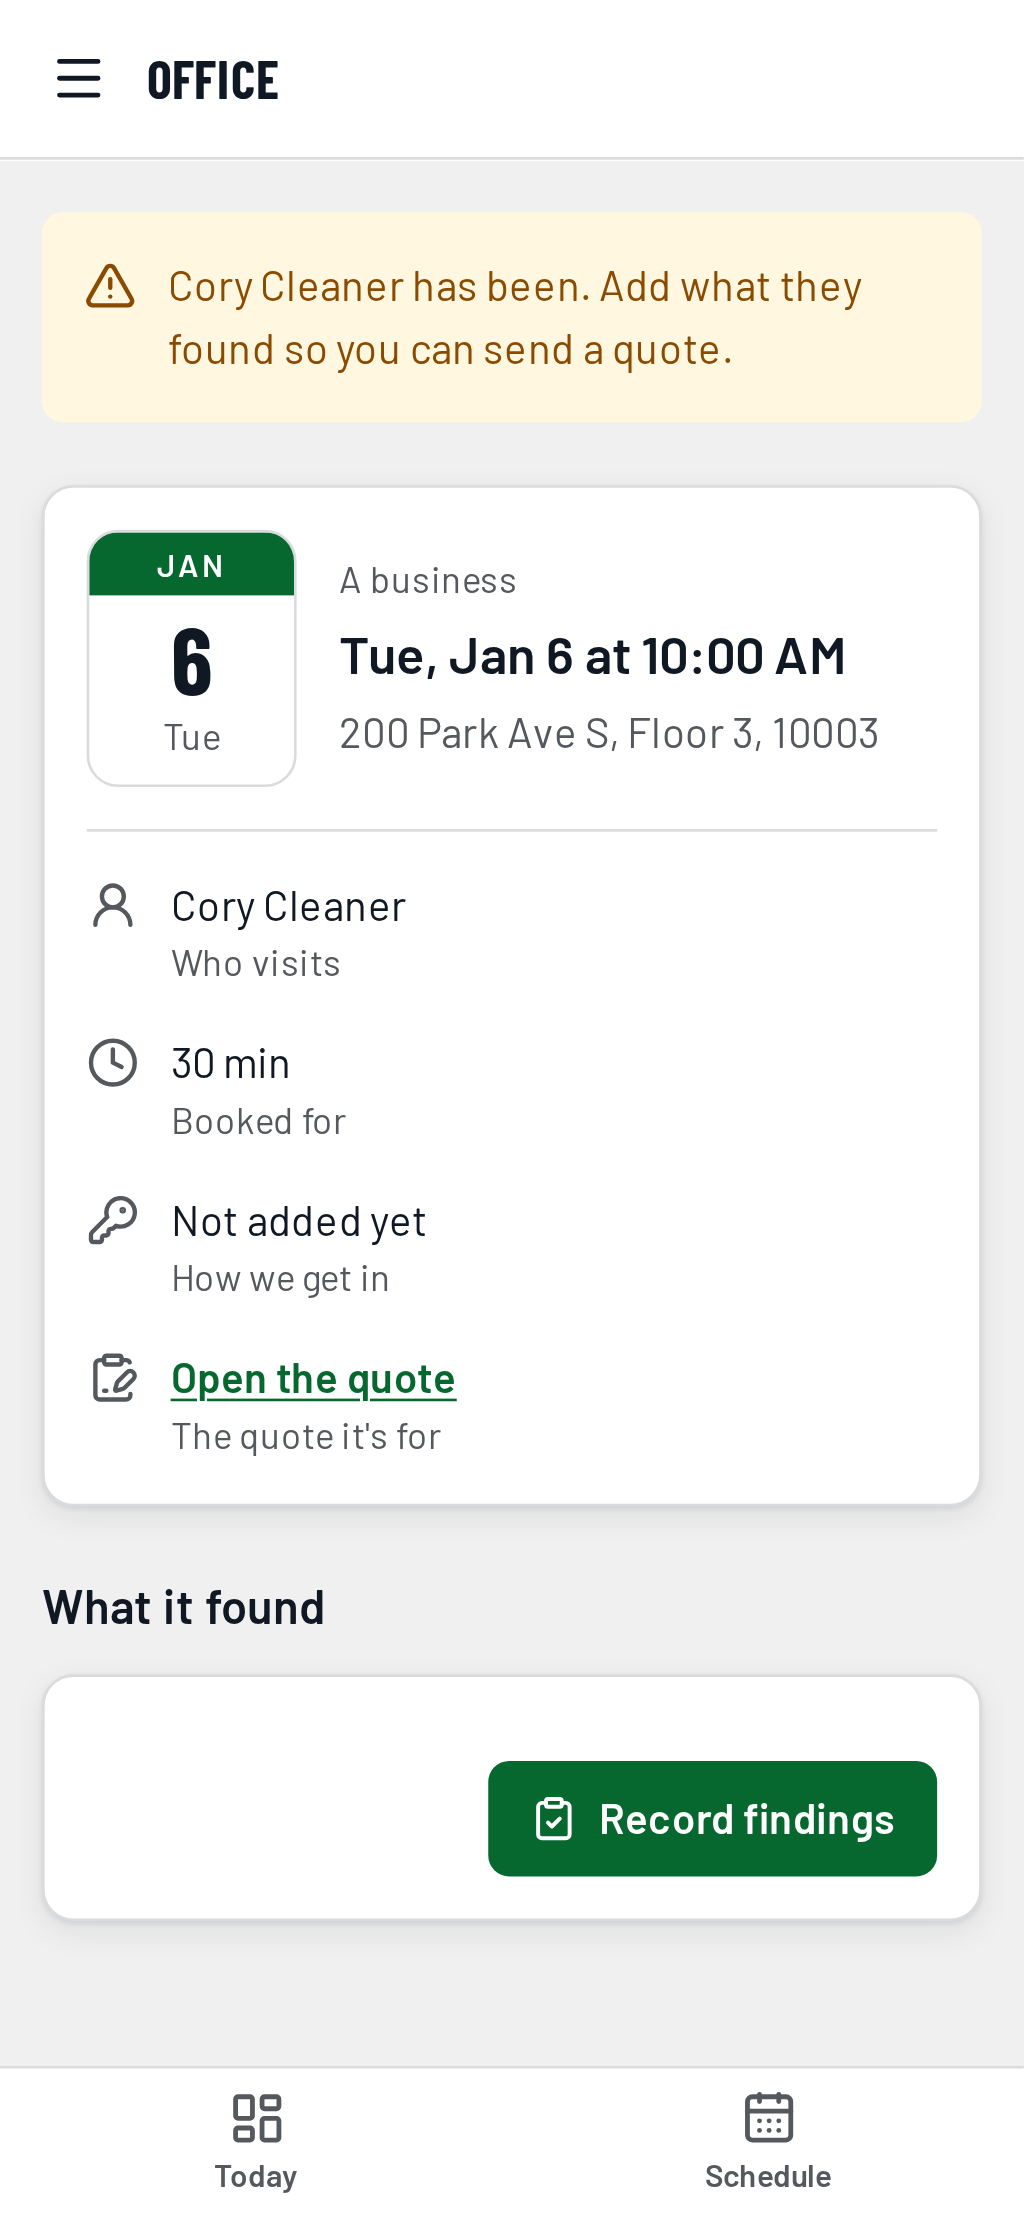 OFFICE
Cory Cleaner has been. Add what they
found so you can send a quote.
JAN
6
Tue
A business
Tue, Jan 6 at 10:00 AM
200 Park Ave S, Floor 3, 10003
Cory Cleaner
Who visits
30 min
Booked for
Not added yet
How we get in
Open the quote
The quote it's for
What it found
Record findings
Today
Schedule